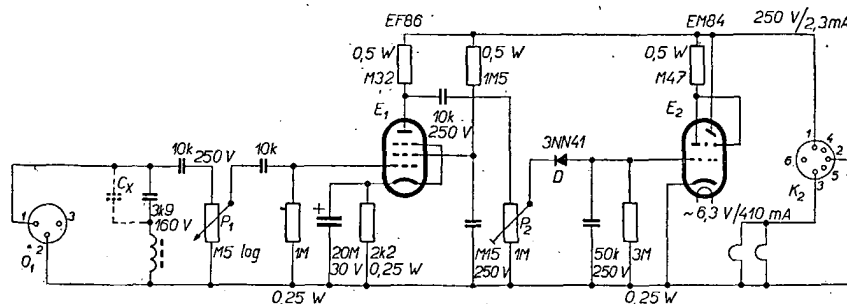 EF86
EM84
250 V/2,3mA
0,5 W
M32
0,5 W
1M5
0,5 W
M47
E1
E2
10k
250 V
10k
250 V
10k
3NN41
D
1
4
6
2
5
3
K2
Cx
3k9
160 V
P1
M5 log
1M
+
20M
30 V
2k2
0,25 W
M15
250 V
P2
1M
50k
250 V
3M
~6,3 V/410 mA
1
3
2
O1
0,25 W
0,25 W